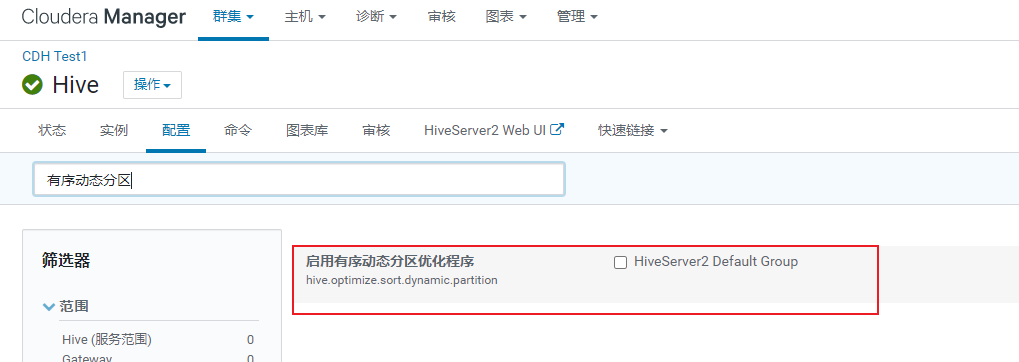 Cloudera Manager 群集 主机 诊断 审核 图表 管理
CDH Test1
Hive 操作
状态 实例 配置 命令 图表库 审核 HiveServer2 Web UI 快速链接
有序动态分区
筛选器
启用有序动态分区优化程序 HiveServer2 Default Group
hive.optimize.sort.dynamic.partition
范围
Hive (服务范围) 0
Gateway 0